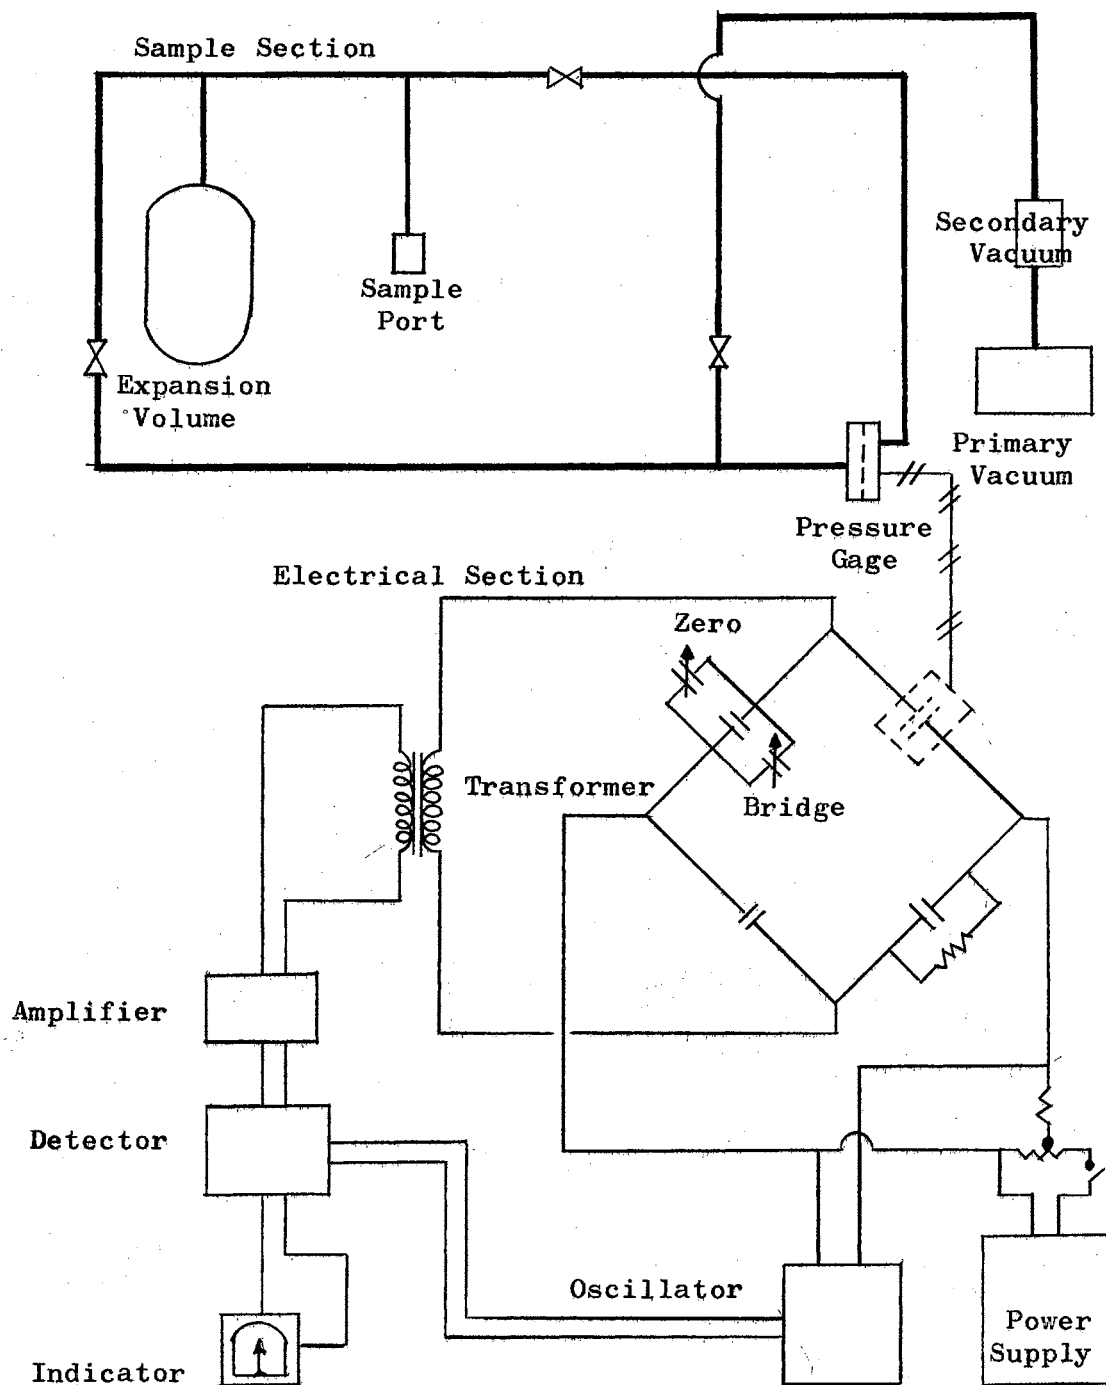 Sample Section
Secondary
Vacuum
Sample
Port
Expansion
Volume
Primary
Vacuum
Pressure
Gage
Electrical Section
Zero
Transformer
Bridge
Amplifier
Detector
Oscillator
Indicator
Power
Supply